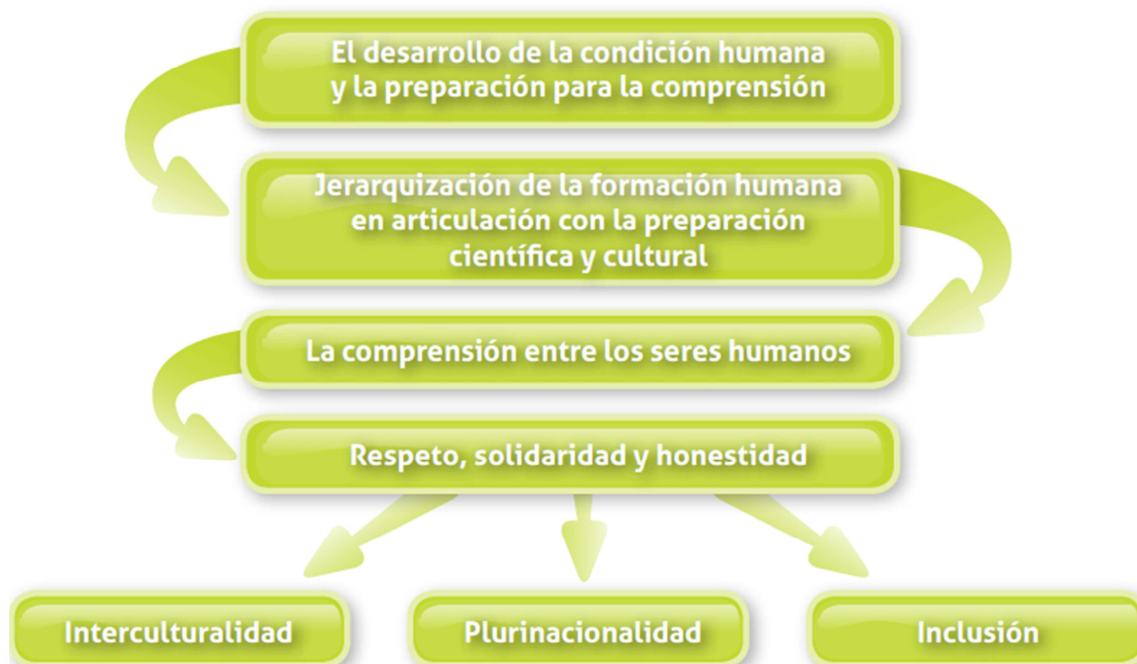 El desarrollo de la condición humana
y la preparación para la comprensión
Jerarquización de la formación humana
en articulación con la preparación
científica y cultural
La comprensión entre los seres humanos
Respeto, solidaridad y honestidad
Interculturalidad
Plurinacionalidad
Inclusión